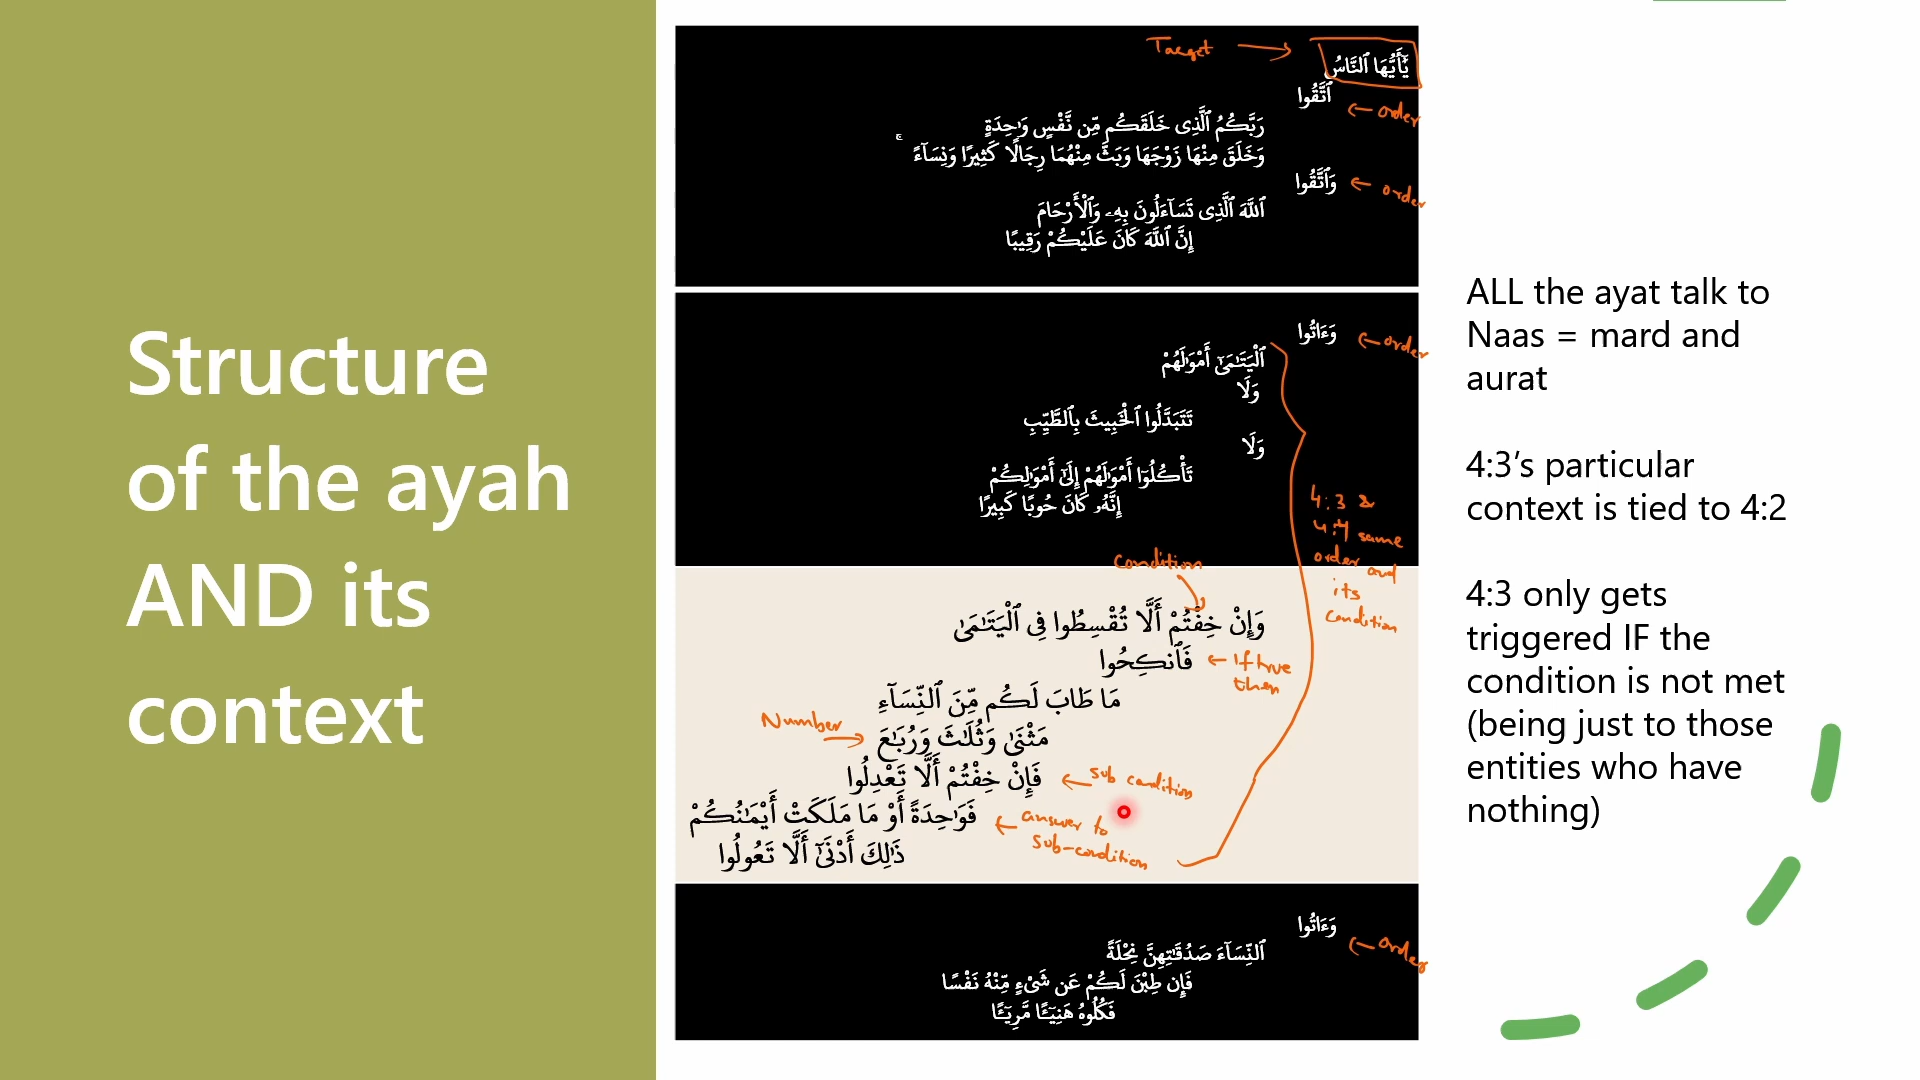 Structure
of the ayah
AND its
context
Target →
يَٰٓأَيُّهَا ٱلنَّاسُ
ٱتَّقُوا
← order
رَبَّكُمُ ٱلَّذِى خَلَقَكُم مِّن نَّفْسٍ وَٰحِدَةٍ
وَخَلَقَ مِنْهَا زَوْجَهَا وَبَثَّ مِنْهُمَا رِجَالًا كَثِيرًا وَنِسَآءً ۚ
وَٱتَّقُوا
← order
ٱللَّهَ ٱلَّذِى تَسَآءَلُونَ بِهِۦ وَٱلْأَرْحَامَ
إِنَّ ٱللَّهَ كَانَ عَلَيْكُمْ رَقِيبًا
وَءَاتُوا
← order
ٱلْيَتَٰمَىٰٓ أَمْوَٰلَهُمْ
وَلَا
تَتَبَدَّلُوا ٱلْخَبِيثَ بِٱلطَّيِّبِ
وَلَا
تَأْكُلُوٓا أَمْوَٰلَهُمْ إِلَىٰٓ أَمْوَٰلِكُمْ
إِنَّهُۥ كَانَ حُوبًا كَبِيرًا
4:3 &
4:4 same
order and
its
condition
condition
وَإِنْ خِفْتُمْ أَلَّا تُقْسِطُوا فِى ٱلْيَتَٰمَىٰ
فَٱنكِحُوا
← If true
then
مَا طَابَ لَكُم مِّنَ ٱلنِّسَآءِ
Number →
مَثْنَىٰ وَثُلَٰثَ وَرُبَٰعَ
فَإِنْ خِفْتُمْ أَلَّا تَعْدِلُوا
← sub condition
فَوَٰحِدَةً أَوْ مَا مَلَكَتْ أَيْمَٰنُكُمْ
← answer to
sub-condition
ذَٰلِكَ أَدْنَىٰٓ أَلَّا تَعُولُوا
وَءَاتُوا
← order
ٱلنِّسَآءَ صَدُقَٰتِهِنَّ نِحْلَةً
فَإِن طِبْنَ لَكُمْ عَن شَىْءٍ مِّنْهُ نَفْسًا
فَكُلُوهُ هَنِيٓـًٔا مَّرِيٓـًٔا
ALL the ayat talk to
Naas = mard and
aurat
4:3’s particular
context is tied to 4:2
4:3 only gets
triggered IF the
condition is not met
(being just to those
entities who have
nothing)